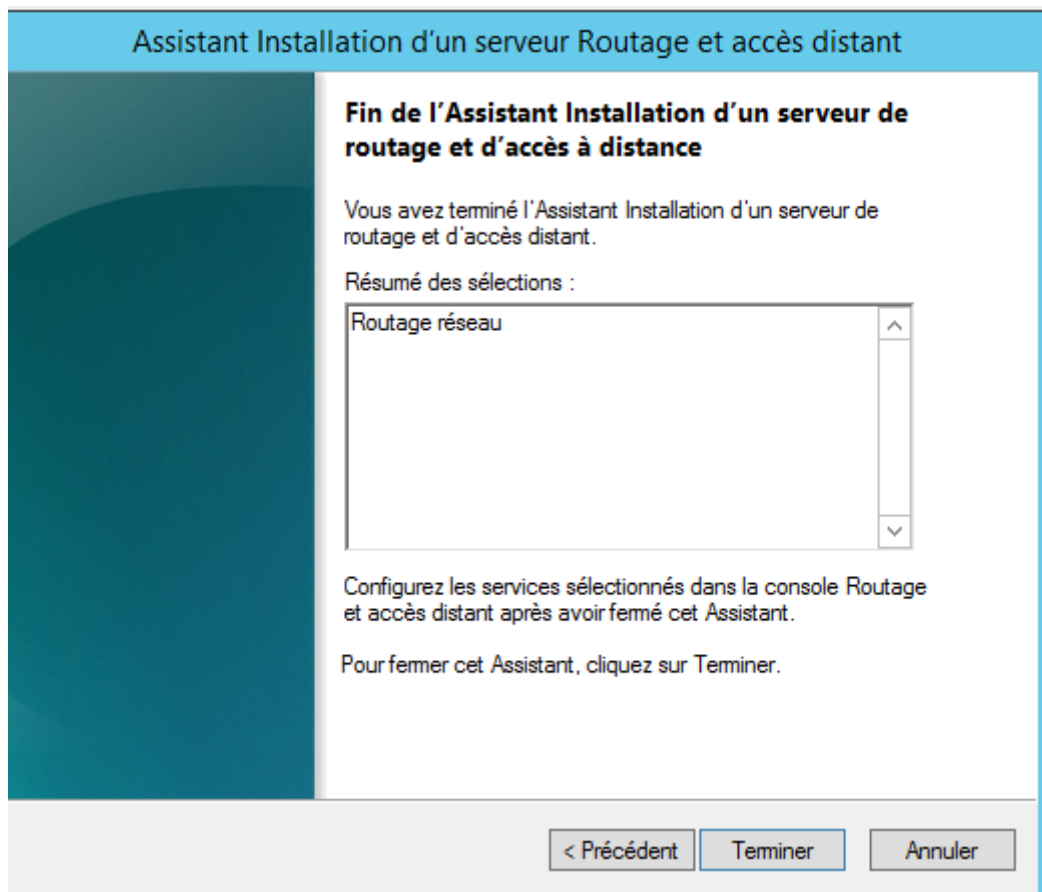 Assistant Installation d'un serveur Routage et accès distant
Fin de l'Assistant Installation d'un serveur de
routage et d'accès à distance
Vous avez terminé l'Assistant Installation d'un serveur de
routage et d'accès distant.
Résumé des sélections :
Routage réseau
Configurez les services sélectionnés dans la console Routage
et accès distant après avoir fermé cet Assistant.
Pour fermer cet Assistant, cliquez sur Terminer.
< Précédent Terminer Annuler